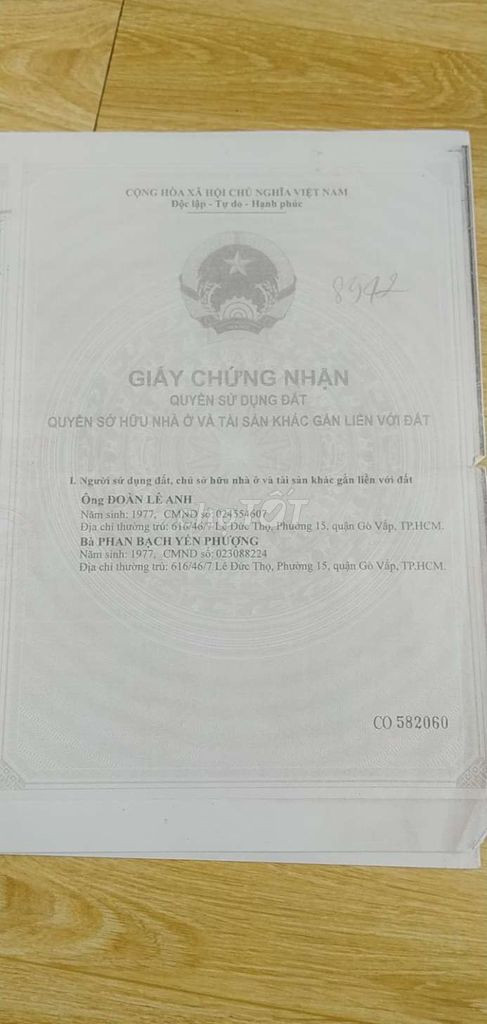 CỘNG HÒA XÃ HỘI CHỦ NGHĨA VIỆT NAM
Độc lập - Tự do - Hạnh phúc
8942
GIẤY CHỨNG NHẬN
QUYỀN SỬ DỤNG ĐẤT
QUYỀN SỞ HỮU NHÀ Ở VÀ TÀI SẢN KHÁC GẮN LIỀN VỚI ĐẤT
I. Người sử dụng đất, chủ sở hữu nhà ở và tài sản khác gắn liền với đất
Ông ĐOÀN LÊ ANH
Năm sinh: 1977, CMND số: 024554607
Địa chỉ thường trú: 616/46/7 Lê Đức Thọ, Phường 15, quận Gò Vấp, TP.HCM.
Bà PHAN BẠCH YẾN PHƯỢNG
Năm sinh: 1977, CMND số: 023088224
Địa chỉ thường trú: 616/46/7 Lê Đức Thọ, Phường 15, quận Gò Vấp, TP.HCM.
TỐT
CO 582060